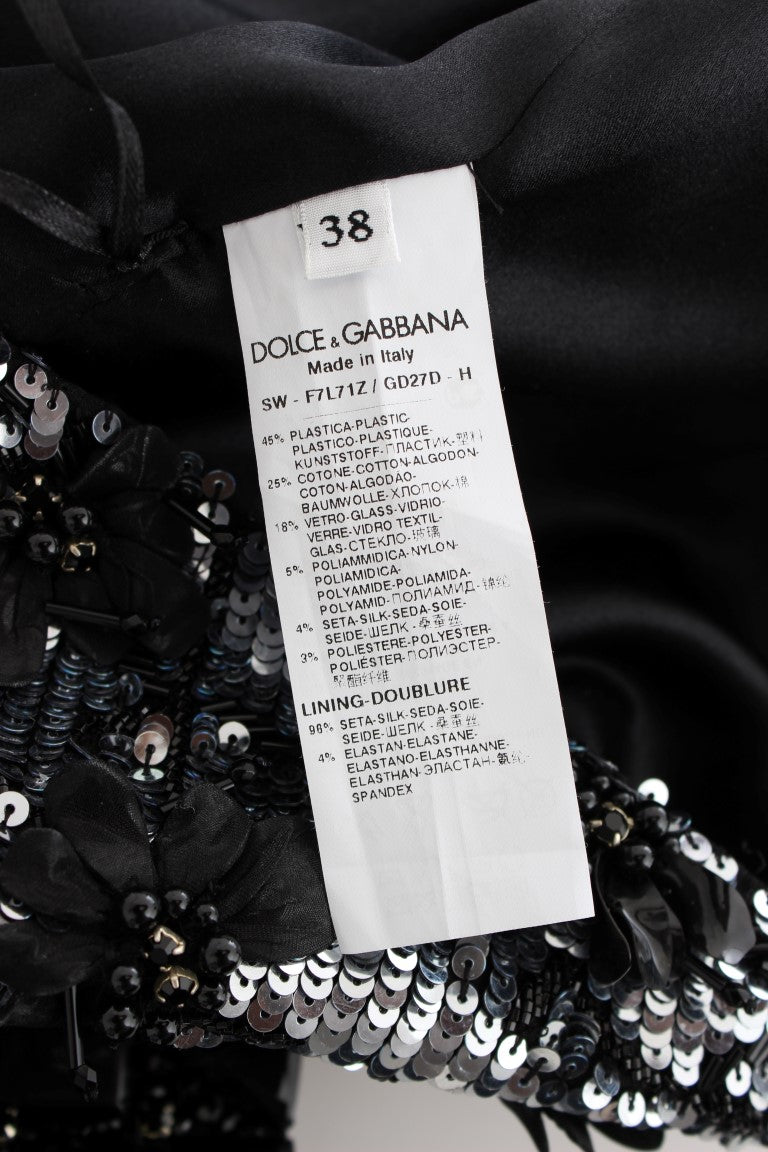 38
DOLCE & GABBANA
Made in Italy
SW - F7L71Z / GD27D - H
45% PLASTICA-PLASTIC-
PLASTICO-PLASTIQUE-
KUNSTSTOFF-ПЛАСТИК-塑料
25% COTONE-COTTON-ALGODON-
COTON-ALGODÃO-
BAUMWOLLE-ХЛОПОК-棉
18% VETRO-GLASS-VIDRIO-
VERRE-VIDRO TEXTIL-
GLAS-СТЕКЛО-玻璃
5% POLIAMMIDICA-NYLON-
POLIAMIDICA-
POLYAMIDE-POLIAMIDA-
POLYAMID-ПОЛИАМИД-锦纶
4% SETA-SILK-SEDA-SOIE-
SEIDE-ШЕЛК-桑蚕丝
3% POLIESTERE-POLYESTER-
POLIÉSTER-ПОЛИЭСТЕР-
聚酯纤维
LINING-DOUBLURE
96% SETA-SILK-SEDA-SOIE-
SEIDE-ШЕЛК-桑蚕丝
4% ELASTAN-ELASTANE-
ELASTANO-ELASTHANNE-
ELASTHAN-ЭЛАСТАН-氨纶-
SPANDEX